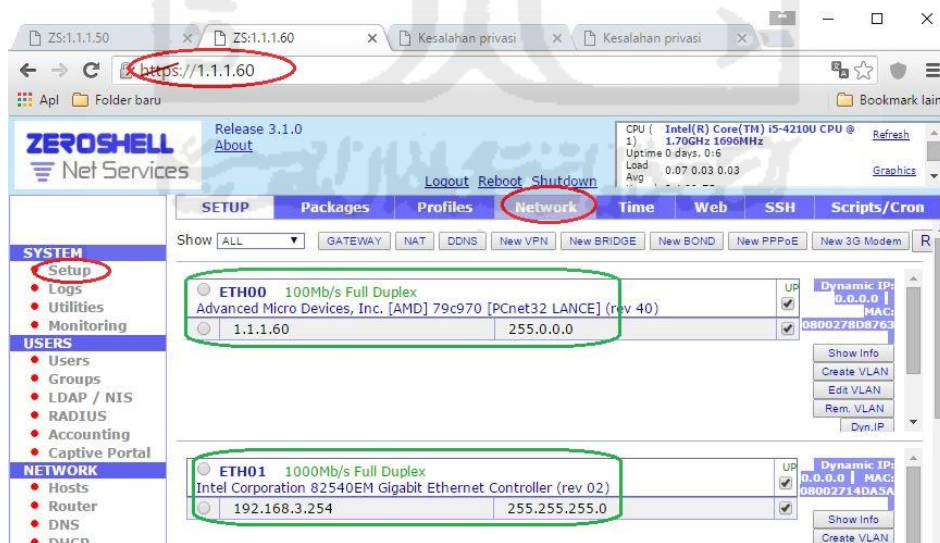 ZS:1.1.1.50
ZS:1.1.1.60
Kesalahan privasi
Kesalahan privasi
https://1.1.1.60
Apl Folder baru Bookmark lain
ZEROSHELL
Net Services
Release 3.1.0
About
Logout Reboot Shutdown
CPU ( Intel(R) Core(TM) i5-4210U CPU @
1) 1.70GHz 1696MHz
Uptime 0 days, 0:6
Load
Avg 0.07 0.03 0.03
Refresh
Graphics
SETUP Packages Profiles Network Time Web SSH Scripts/Cron
Show ALL GATEWAY NAT DDNS New VPN New BRIDGE New BOND New PPPoE New 3G Modem R
SYSTEM
Setup
Logs
Utilities
Monitoring
USERS
Users
Groups
LDAP / NIS
RADIUS
Accounting
Captive Portal
NETWORK
Hosts
Router
DNS
DHCP
ETH00 100Mb/s Full Duplex
Advanced Micro Devices, Inc. [AMD] 79c970 [PCnet32 LANCE] (rev 40)
1.1.1.60 255.0.0.0
UP
Dynamic IP:
0.0.0.0 |
MAC:
0800278D8763
Show Info
Create VLAN
Edit VLAN
Rem. VLAN
Dyn.IP
ETH01 1000Mb/s Full Duplex
Intel Corporation 82540EM Gigabit Ethernet Controller (rev 02)
192.168.3.254 255.255.255.0
UP
Dynamic IP:
0.0.0.0 | MAC:
08002714DA5A
Show Info
Create VLAN